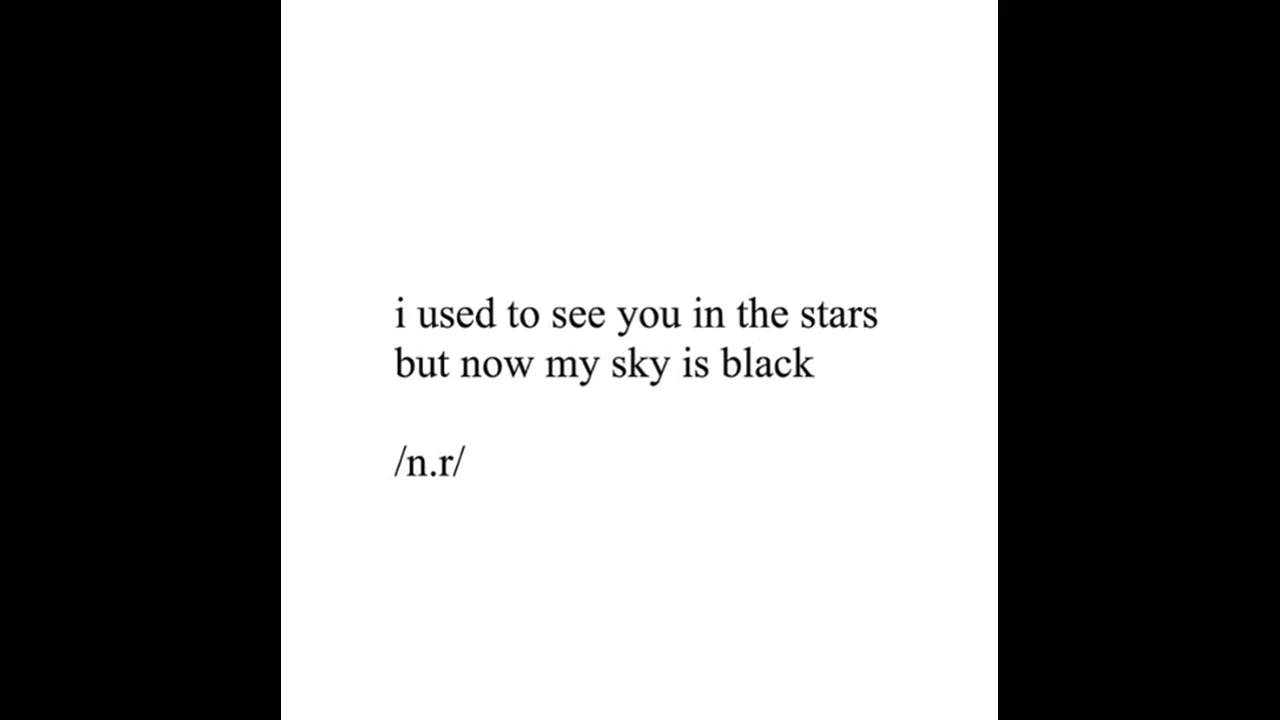 i used to see you in the stars
but now my sky is black
/n.r/